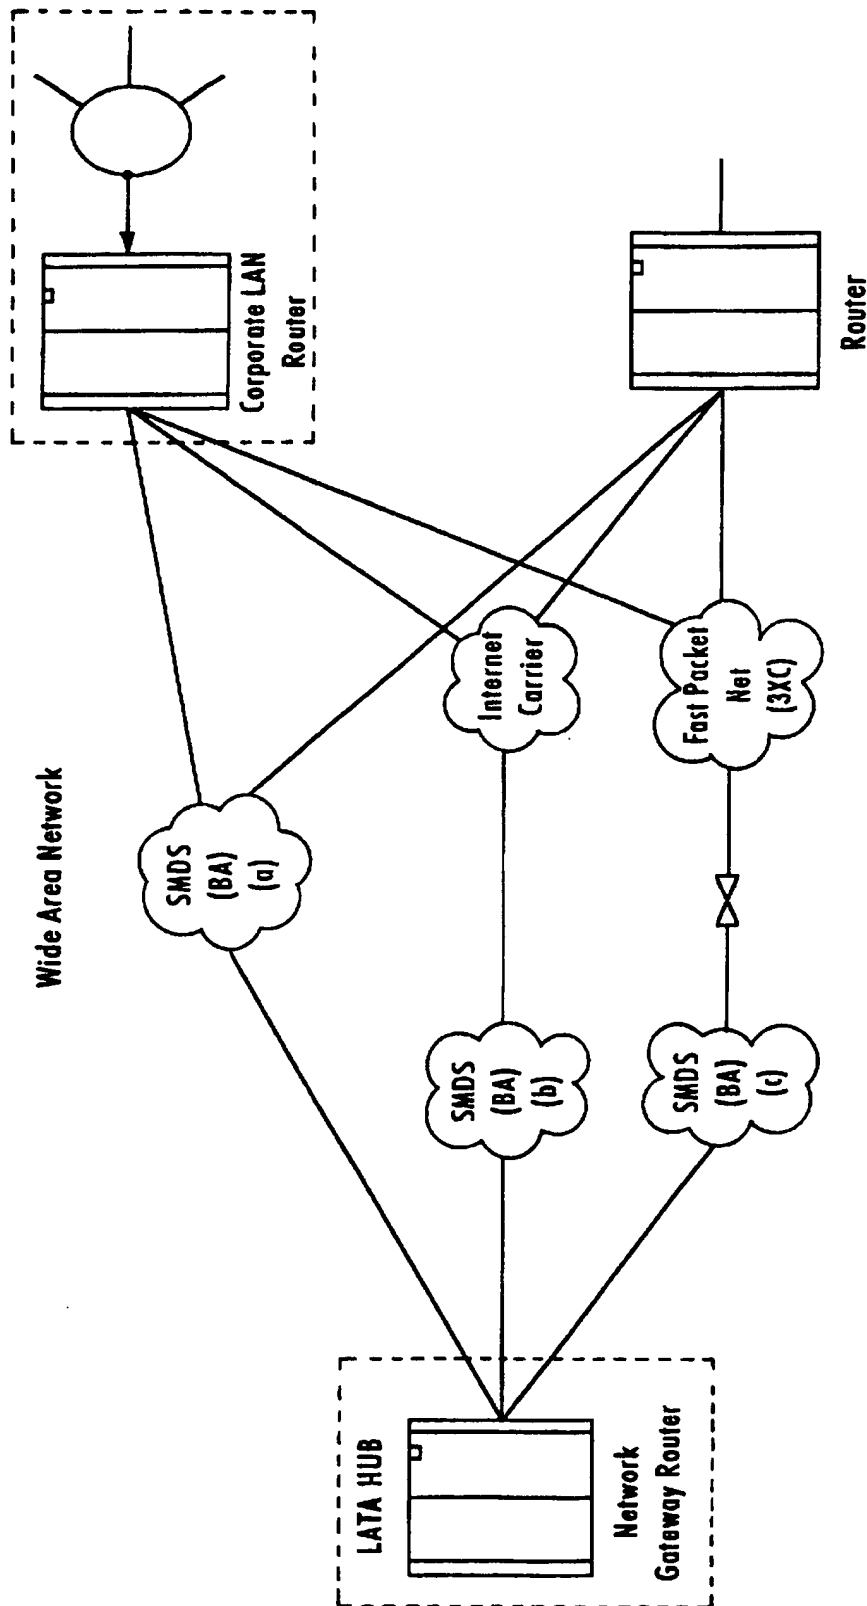 Wide Area Network
LATA HUB
Network
Gateway Router
SMDS
(BA)
(a)
SMDS
(BA)
(b)
SMDS
(BA)
(c)
Internet
Carrier
Fast Packet
Net
(3XC)
Corporate LAN
Router
Router